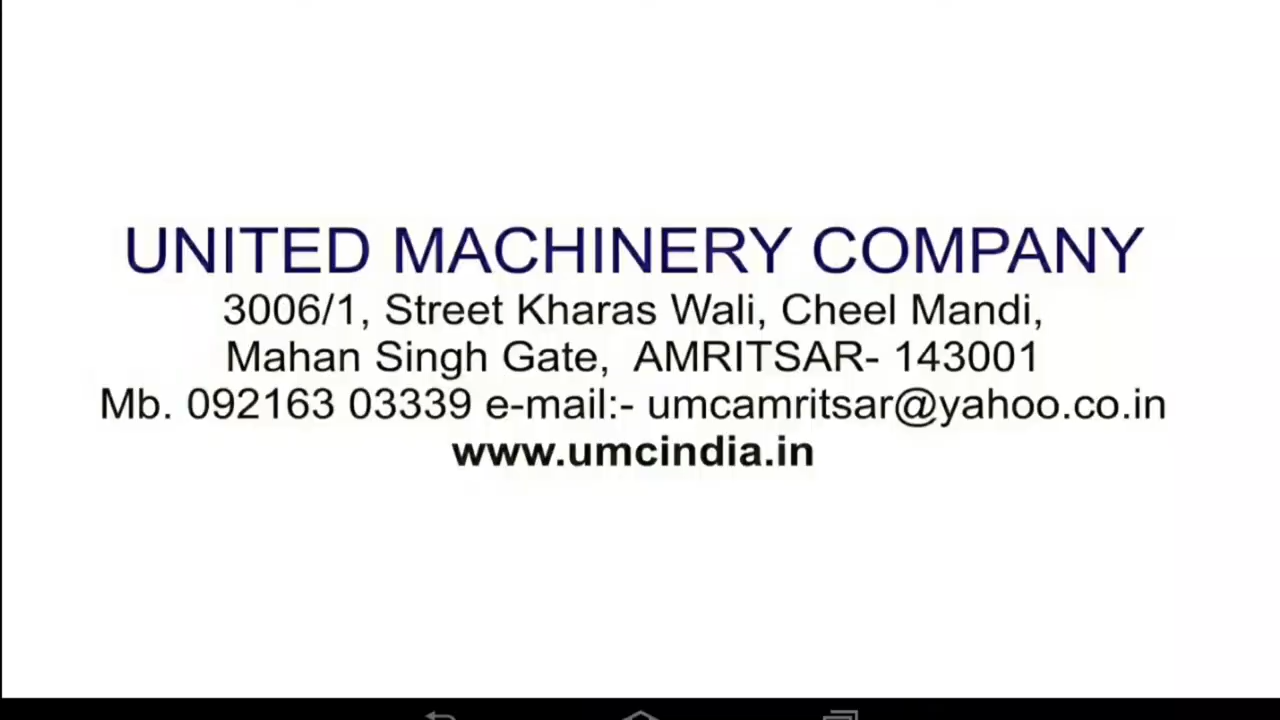 UNITED MACHINERY COMPANY
3006/1, Street Kharas Wali, Cheel Mandi,
Mahan Singh Gate,  AMRITSAR- 143001
Mb. 092163 03339 e-mail:- umcamritsar@yahoo.co.in
www.umcindia.in